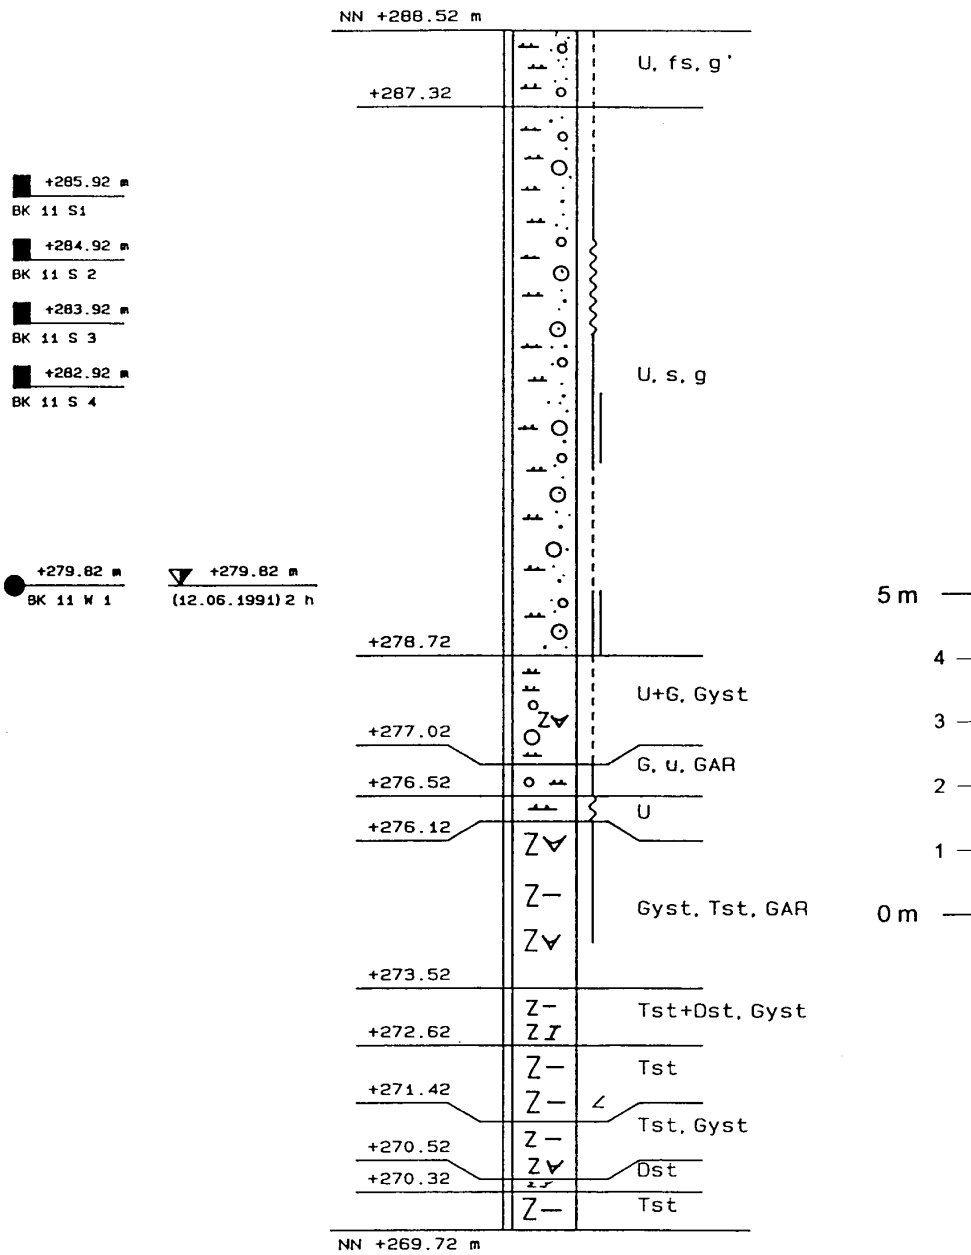 NN +288.52 m
U, fs, g'
+287.32
+285.92 m
BK 11 S1
+284.92 m
BK 11 S 2
+283.92 m
BK 11 S 3
+282.92 m
BK 11 S 4
U, s, g
+279.82 m
BK 11 W 1
+279.82 m
(12.06.1991) 2 h
5 m
+278.72
4
U+G, Gyst
3
+277.02
G, u, GAR
2
+276.52
U
+276.12
1
Gyst, Tst, GAR
0 m
+273.52
Tst+Dst, Gyst
+272.62
Tst
+271.42
Tst, Gyst
+270.52
Dst
+270.32
Tst
NN +269.72 m